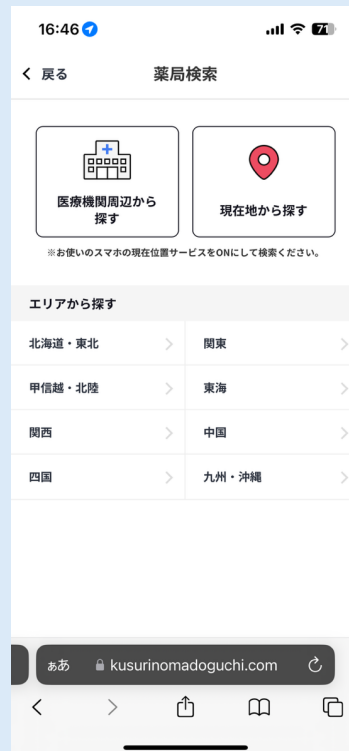 16:46
71
戻る 薬局検索
医療機関周辺から
探す
現在地から探す
※お使いのスマホの現在位置サービスをONにして検索ください。
エリアから探す
北海道・東北 関東
甲信越・北陸 東海
関西 中国
四国 九州・沖縄
ぁあ kusurinomadoguchi.com